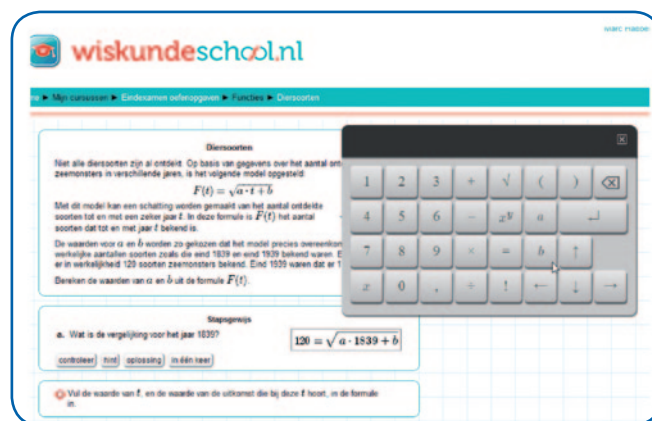 wiskundeschool.nl
Mijn cursussen ► Eindexamen oefenopgaven ► Functies ► Diersoorten
Diersoorten
Niet alle diersoorten zijn al ontdekt. Op basis van gegevens over het aantal
zeemonsters in verschillende jaren, is het volgende model opgesteld:
F(t) = √a · t + b
Met dit model kan een schatting worden gemaakt van het aantal ontdekte
soorten tot en met een zeker jaar t. In deze formule is F(t) het aantal
soorten dat tot en met jaar t bekend is.
De waarden voor a en b worden zo gekozen dat het model precies
werkelijke aantallen soorten zoals die eind 1839 en eind 1939 bekend waren.
er in werkelijkheid 120 soorten zeemonsters bekend. Eind 1939 waren dat er
Bereken de waarden van a en b uit de formule F(t).
1 2 3 + √ ( )
4 5 6 − x^y a
7 8 9 × = b ↑
x 0 , ÷ ! ← ↓ →
Stapsgewijs
a. Wat is de vergelijking voor het jaar 1839?
120 = √a · 1839 + b
controleer hint oplossing in één keer
Vul de waarde van t, en de waarde van de uitkomst die bij deze t hoort, in de formule
in.